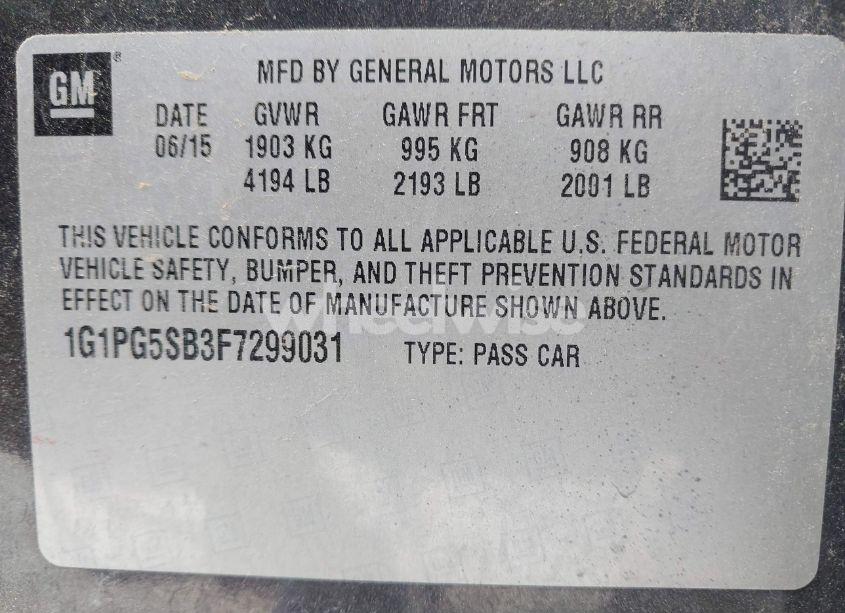 GM®
MFD BY GENERAL MOTORS LLC
DATE GVWR GAWR FRT GAWR RR
06/15 1903 KG 995 KG 908 KG
4194 LB 2193 LB 2001 LB
THIS VEHICLE CONFORMS TO ALL APPLICABLE U.S. FEDERAL MOTOR
VEHICLE SAFETY, BUMPER, AND THEFT PREVENTION STANDARDS IN
EFFECT ON THE DATE OF MANUFACTURE SHOWN ABOVE.
wheelwise
1G1PG5SB3F7299031 TYPE: PASS CAR